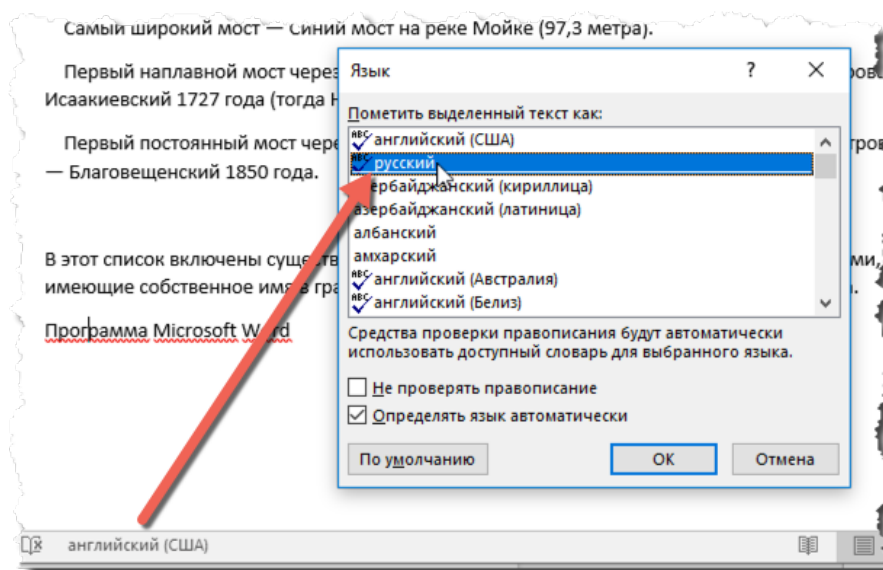 Самый широкий мост — Синий мост на реке Мойке (97,3 метра).
Первый наплавной мост через
Исаакиевский 1727 года (тогда
Первый постоянный мост чере
— Благовещенский 1850 года.
В этот список включены существ
имеющие собственное имя в гра
Программа Microsoft Word
Язык
?
Пометить выделенный текст как:
английский (США)
русский
азербайджанский (кириллица)
азербайджанский (латиница)
албанский
амхарский
английский (Австралия)
английский (Белиз)
Средства проверки правописания будут автоматически
использовать доступный словарь для выбранного языка.
Не проверять правописание
Определять язык автоматически
По умолчанию
ОК
Отмена
английский (США)